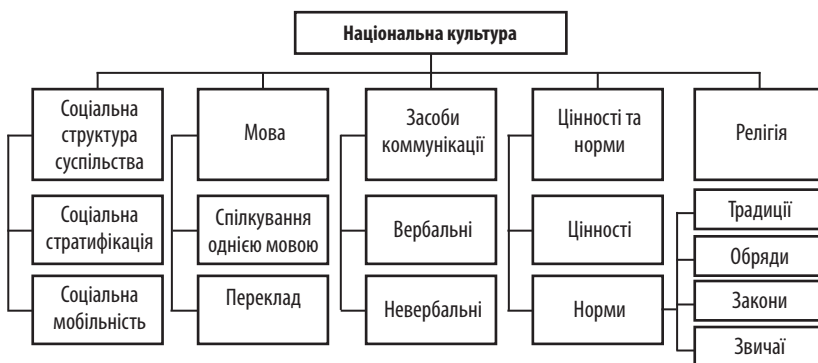 Національна культура
Соціальна
структура
суспільства
Мова
Засоби
коммунікації
Цінності та
норми
Релігія
Соціальна
стратифікація
Спілкування
однією мовою
Вербальні
Цінності
Традиції
Обряди
Соціальна
мобільність
Переклад
Невербальні
Норми
Закони
Звичаї